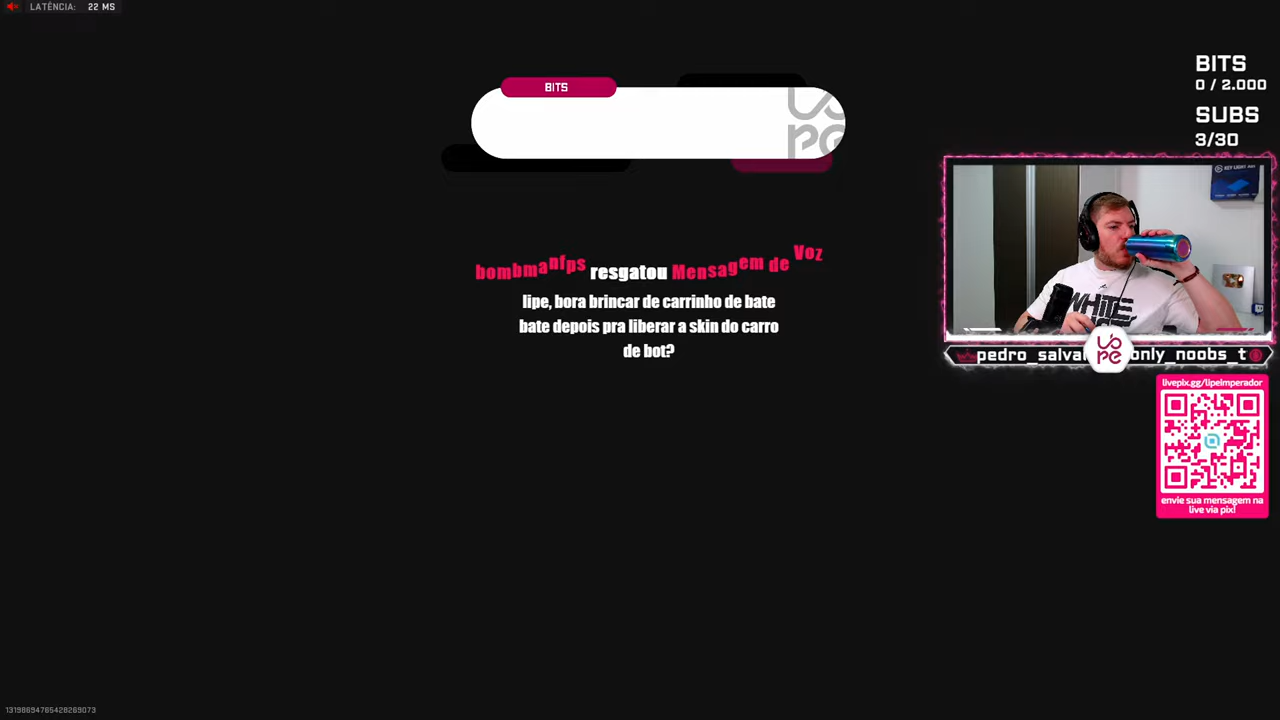 LATÊNCIA: 22 MS
BITS
0 / 2.000
SUBS
3/30
BITS
bombmanfps resgatou Mensagem de Voz
lipe, bora brincar de carrinho de bate
bate depois pra liberar a skin do carro
de bot?
WHITE
pedro_salva
only_noobs_t
livepix.gg/lipeimperador
envie sua mensagem na
live via pix!
13198694765428269073